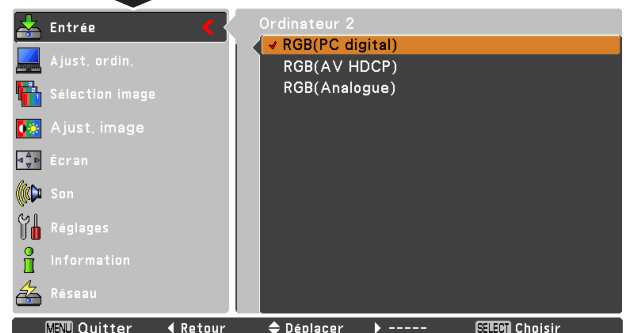 Entrée
Ajust. ordin.
Sélection image
Ajust. image
Écran
Son
Réglages
Information
Réseau
Ordinateur 2
RGB(PC digital)
RGB(AV HDCP)
RGB(Analogue)
MENU Quitter Retour Déplacer ----- SELECT Choisir